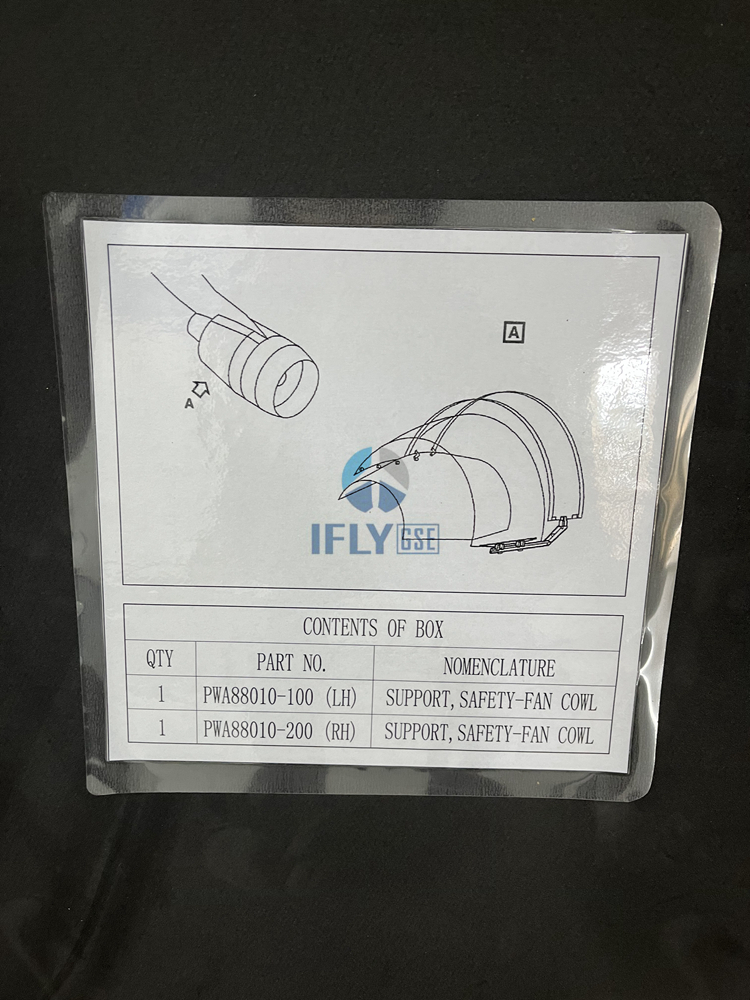 A
A
IFLY GSE
CONTENTS OF BOX
QTY PART NO. NOMENCLATURE
1 PWA88010-100 (LH) SUPPORT, SAFETY-FAN COWL
1 PWA88010-200 (RH) SUPPORT, SAFETY-FAN COWL